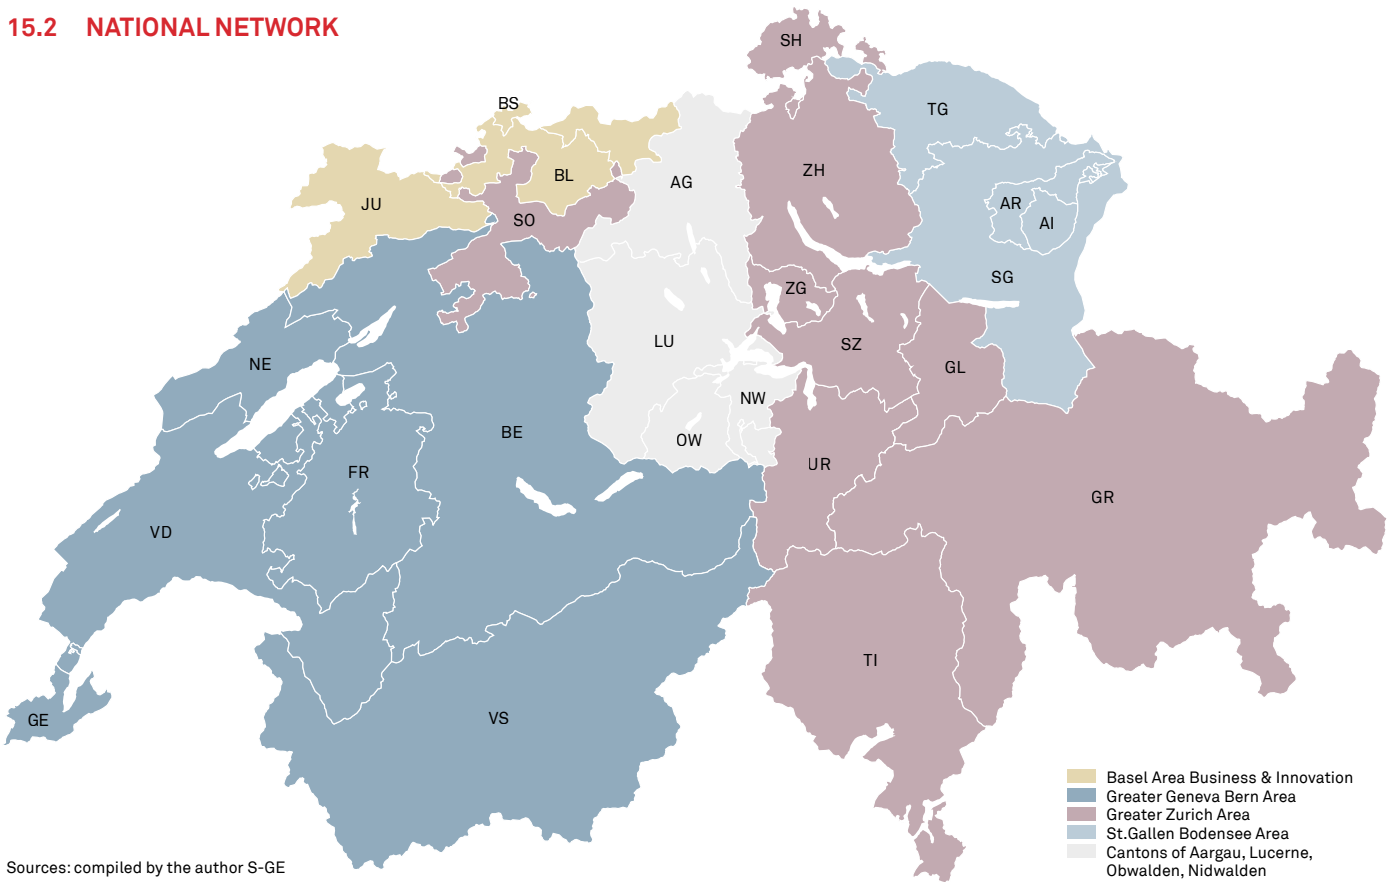 15.2 NATIONAL NETWORK
SH
BS
TG
BL
ZH
AG
JU
AR
SO
AI
SG
ZG
LU
SZ
NE
GL
NW
BE
OW
FR
UR
GR
VD
TI
VS
GE
Basel Area Business & Innovation
Greater Geneva Bern Area
Greater Zurich Area
St.Gallen Bodensee Area
Cantons of Aargau, Lucerne,
Obwalden, Nidwalden
Sources: compiled by the author S-GE